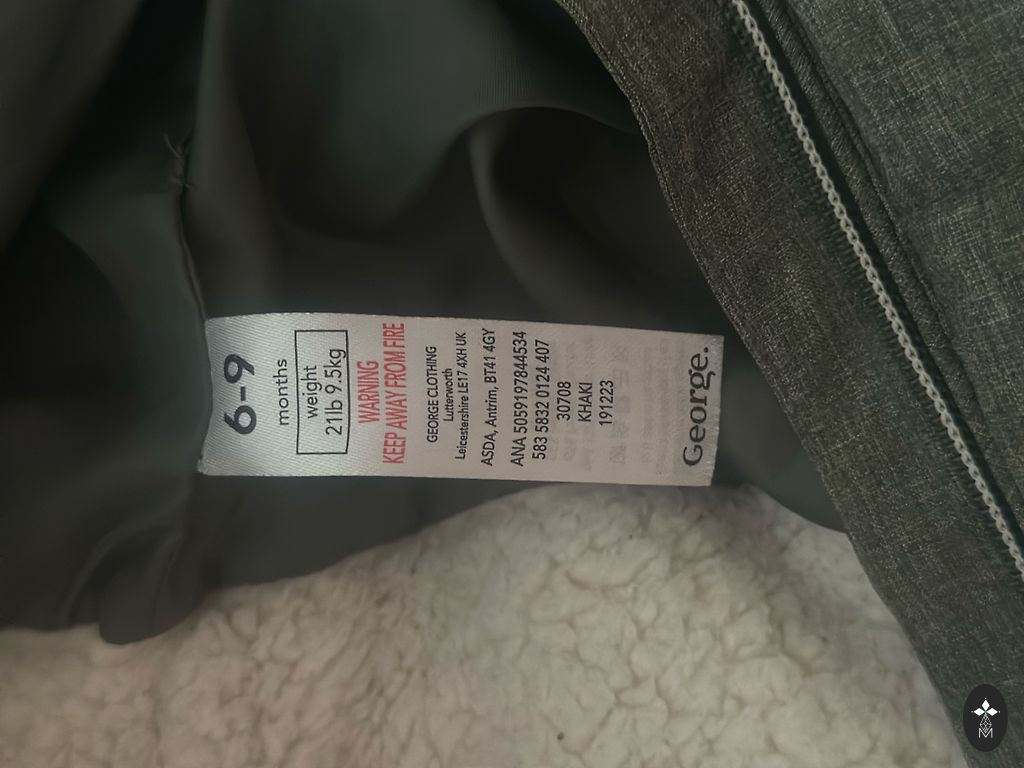 6-9
months
weight
21lb 9.5kg
WARNING
KEEP AWAY FROM FIRE
GEORGE CLOTHING
Lutterworth
Leicestershire LE17 4XH UK
ASDA, Antrim, BT41 4GY
ANA 5059197844534
583 5832 0124 407
30708
KHAKI
191223
George.
M